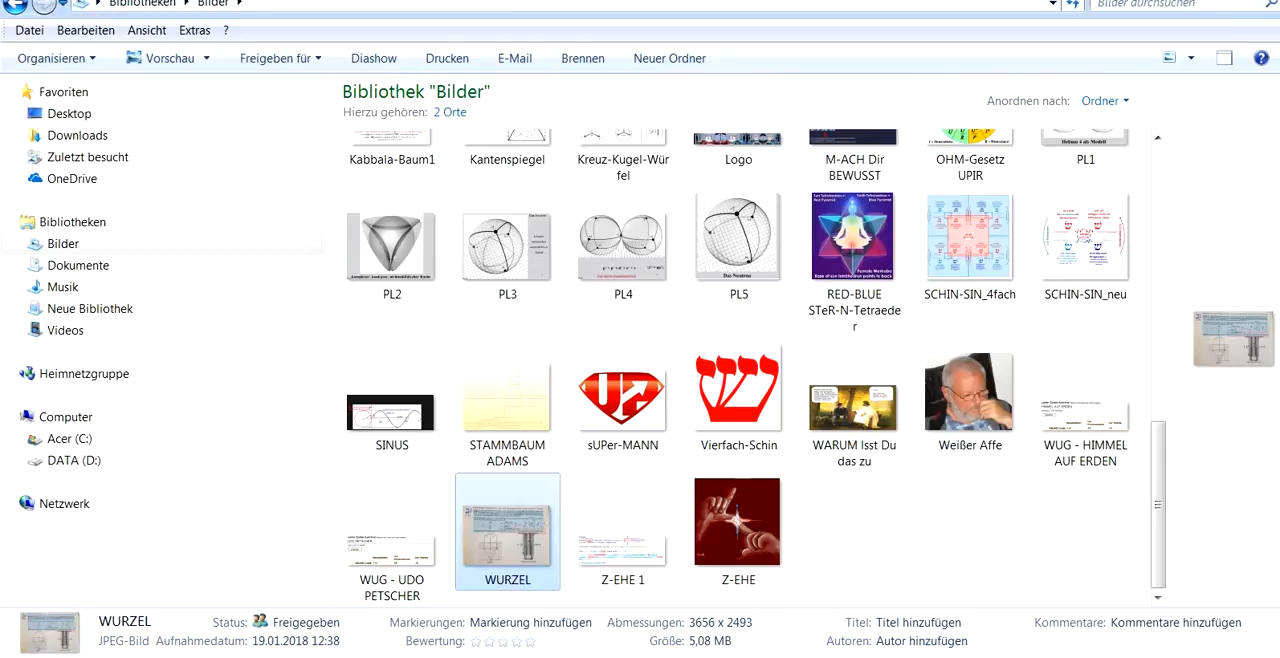 Bibliotheken Bilder
Bilder durchsuchen
Datei Bearbeiten Ansicht Extras ?
Organisieren Vorschau Freigeben für Diashow Drucken E-Mail Brennen Neuer Ordner
Favoriten
Desktop
Downloads
Zuletzt besucht
OneDrive
Bibliotheken
Bilder
Dokumente
Musik
Neue Bibliothek
Videos
Heimnetzgruppe
Computer
Acer (C:)
DATA (D:)
Netzwerk
Bibliothek "Bilder"
Hierzu gehören: 2 Orte
Anordnen nach: Ordner
Kabbala-Baum1
Kantenspiegel
Kreuz-Kugel-Wür
fel
Logo
M-ACH Dir
BEWUSST
OHM-Gesetz
UPIR
PL1
PL2
PL3
PL4
Das Neutron
PL5
RED-BLUE
STeR-N-Tetraede
r
SCHIN-SIN_4fach
SCHIN-SIN_neu
SINUS
STAMMBAUM
ADAMS
sUPer-MANN
Vierfach-Schin
WARUM Isst Du
das zu
Weißer Affe
WUG - HIMMEL
AUF ERDEN
WUG - UDO
PETSCHER
WURZEL
Z-EHE 1
Z-EHE
WURZEL Status: Freigegeben Markierungen: Markierung hinzufügen Abmessungen: 3656 x 2493 Titel: Titel hinzufügen Kommentare: Kommentare hinzufügen
JPEG-Bild Aufnahmedatum: 19.01.2018 12:38 Bewertung: Größe: 5,08 MB Autoren: Autor hinzufügen